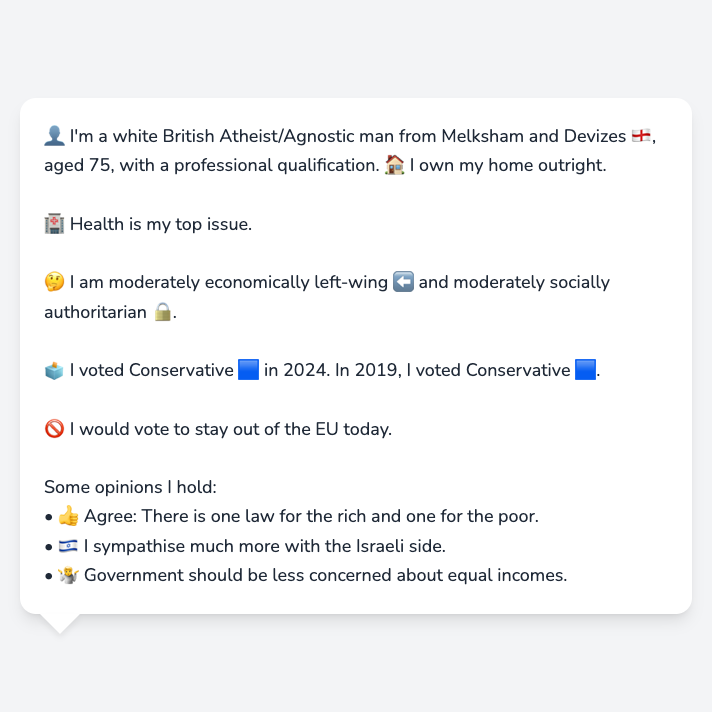 👤 I'm a white British Atheist/Agnostic man from Melksham and Devizes 🏴󠁧󠁢󠁥󠁮󠁧󠁿,
aged 75, with a professional qualification. 🏠 I own my home outright.
🏥 Health is my top issue.
🤔 I am moderately economically left-wing ⬅️ and moderately socially
authoritarian 🔒.
🗳️ I voted Conservative 🟦 in 2024. In 2019, I voted Conservative 🟦.
🚫 I would vote to stay out of the EU today.
Some opinions I hold:
• 👍 Agree: There is one law for the rich and one for the poor.
• 🇮🇱 I sympathise much more with the Israeli side.
• 🤷 Government should be less concerned about equal incomes.